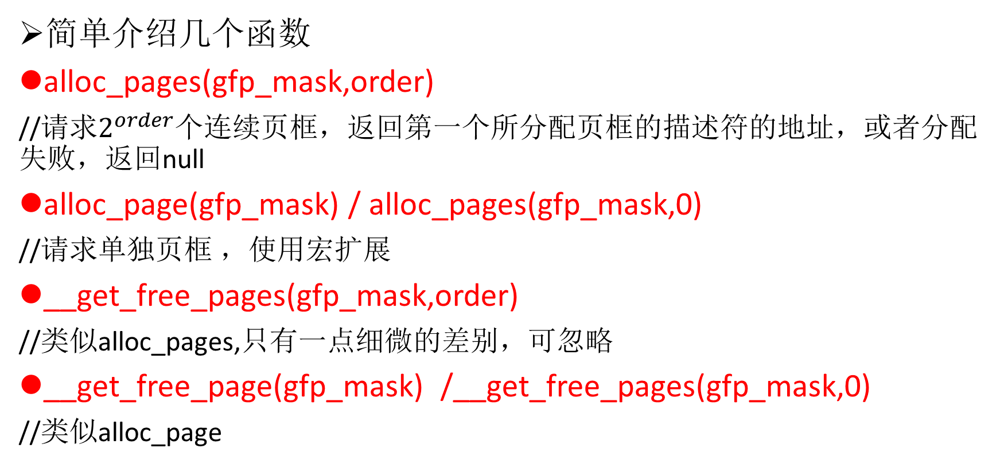 ➢简单介绍几个函数
●alloc_pages(gfp_mask,order)
//请求2^order个连续页框，返回第一个所分配页框的描述符的地址，或者分配
失败，返回null
●alloc_page(gfp_mask) / alloc_pages(gfp_mask,0)
//请求单独页框 ，使用宏扩展
●__get_free_pages(gfp_mask,order)
//类似alloc_pages,只有一点细微的差别，可忽略
●__get_free_page(gfp_mask)  /__get_free_pages(gfp_mask,0)
//类似alloc_page